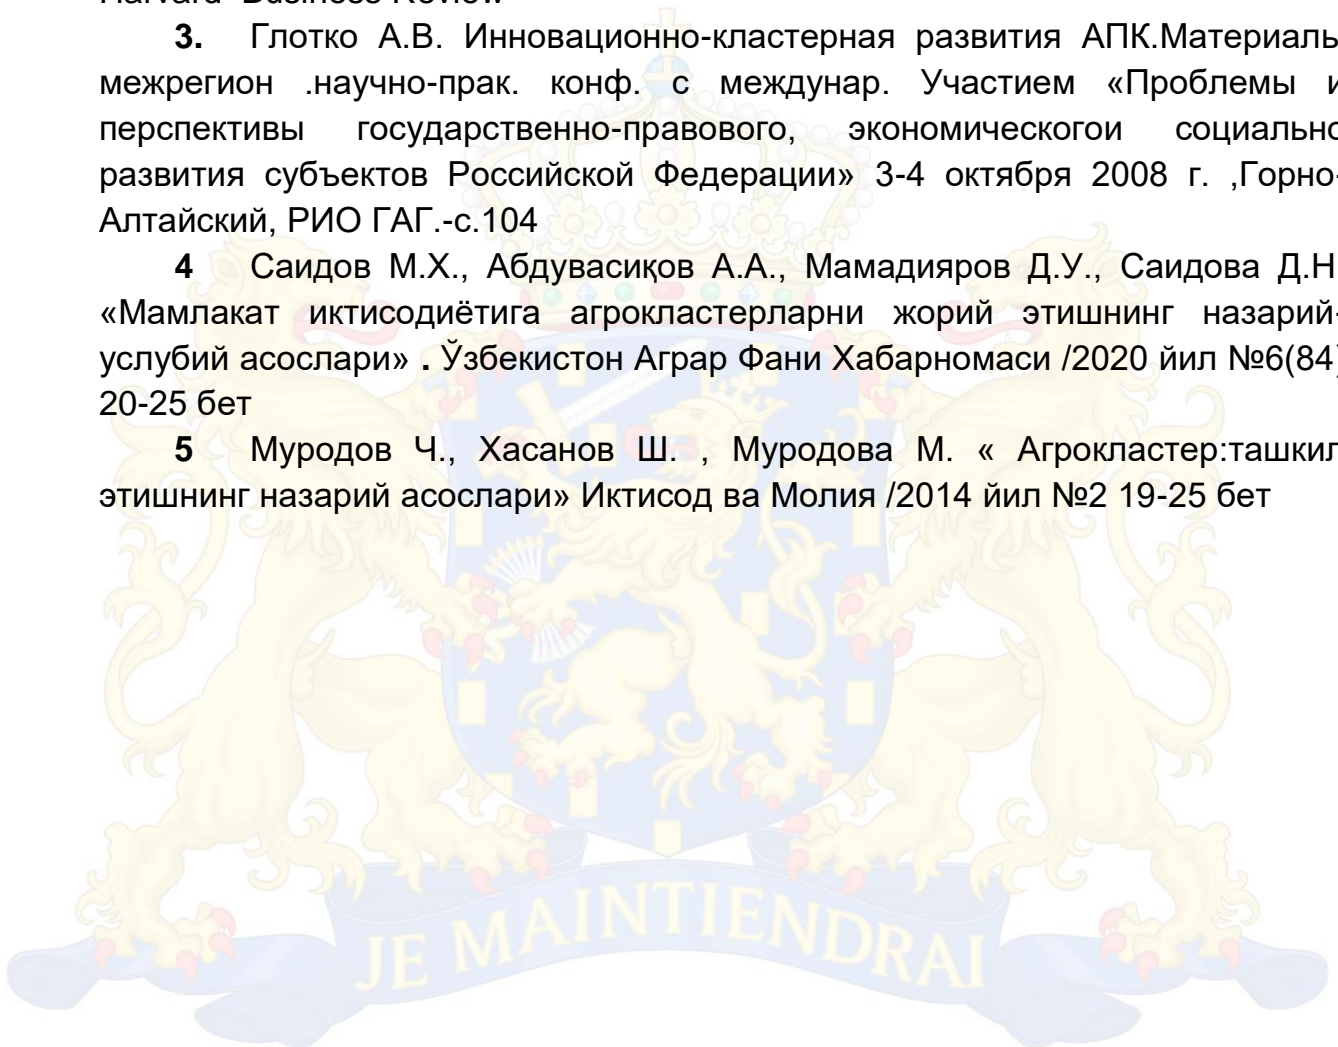 Harvard Business Review
3. Глотко А.В. Инновационно-кластерная развития АПК.Материалы
межрегион .научно-прак. конф. с междунар. Участием «Проблемы и
перспективы государственно-правового, экономическогои социально
развития субъектов Российской Федерации» 3-4 октября 2008 г. ,Горно-
Алтайский, РИО ГАГ.-с.104
4 Саидов М.Х., Абдувасиқов А.А., Мамадияров Д.У., Саидова Д.Н
«Мамлакат иктисодиётига агрокластерларни жорий этишнинг назарий-
услубий асослари» . Ўзбекистон Аграр Фани Хабарномаси /2020 йил №6(84)
20-25 бет
5 Муродов Ч., Хасанов Ш. , Муродова М. « Агрокластер:ташкил
этишнинг назарий асослари» Иктисод ва Молия /2014 йил №2 19-25 бет
JE MAINTIENDRAI